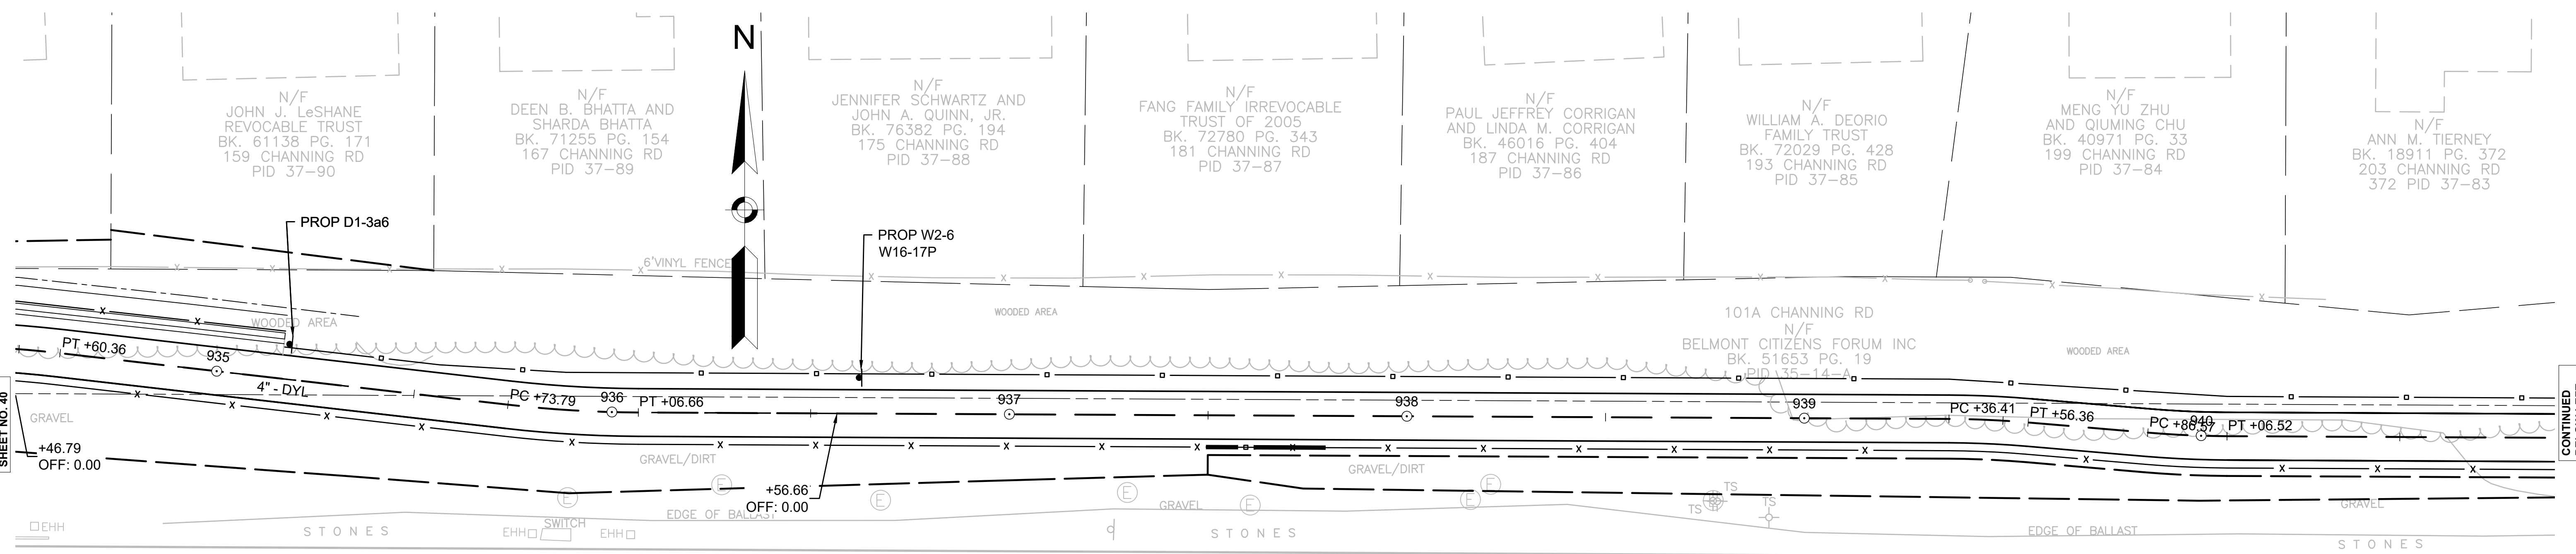 N
N/F
JOHN J. LeSHANE
REVOCABLE TRUST
BK. 61138 PG. 171
159 CHANNING RD
PID 37-90
N/F
DEEN B. BHATTA AND
SHARDA BHATTA
BK. 71255 PG. 154
167 CHANNING RD
PID 37-89
N/F
JENNIFER SCHWARTZ AND
JOHN A. QUINN, JR.
BK. 76382 PG. 194
175 CHANNING RD
PID 37-88
N/F
FANG FAMILY IRREVOCABLE
TRUST OF 2005
BK. 72780 PG. 343
181 CHANNING RD
PID 37-87
N/F
PAUL JEFFREY CORRIGAN
AND LINDA M. CORRIGAN
BK. 46016 PG. 404
187 CHANNING RD
PID 37-86
N/F
WILLIAM A. DEORIO
FAMILY TRUST
BK. 72029 PG. 428
193 CHANNING RD
PID 37-85
N/F
MENG YU ZHU
AND QIUMING CHU
BK. 40971 PG. 33
199 CHANNING RD
PID 37-84
N/F
ANN M. TIERNEY
BK. 18911 PG. 372
203 CHANNING RD
372 PID 37-83
PROP D1-3a6
PROP W2-6
W16-17P
6'VINYL FENCE
WOODED AREA
WOODED AREA
WOODED AREA
101A CHANNING RD
N/F
BELMONT CITIZENS FORUM INC
BK. 51653 PG. 19
PID 35-14-A
PT +60.36
935
4" - DYL
PC +73.79
936
PT +06.66
937
938
939
PC +36.41
PT +56.36
PC +86.57
940
PT +06.52
SHEET NO. 40
CONTINUED
GRAVEL
+46.79
OFF: 0.00
GRAVEL/DIRT
+56.66
OFF: 0.00
GRAVEL/DIRT
GRAVEL
GRAVEL
E
E
E
E
E
E
E
TS
TS
TS
EHH
EHH
SWITCH
EHH
EDGE OF BALLAST
EDGE OF BALLAST
STONES
STONES
STONES